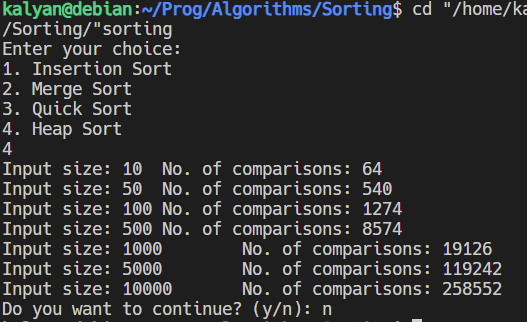 kalyan@debian:~/Prog/Algorithms/Sorting$ cd "/home/ka
/Sorting/"sorting
Enter your choice:
1. Insertion Sort
2. Merge Sort
3. Quick Sort
4. Heap Sort
4
Input size: 10  No. of comparisons: 64
Input size: 50  No. of comparisons: 540
Input size: 100 No. of comparisons: 1274
Input size: 500 No. of comparisons: 8574
Input size: 1000        No. of comparisons: 19126
Input size: 5000        No. of comparisons: 119242
Input size: 10000       No. of comparisons: 258552
Do you want to continue? (y/n): n